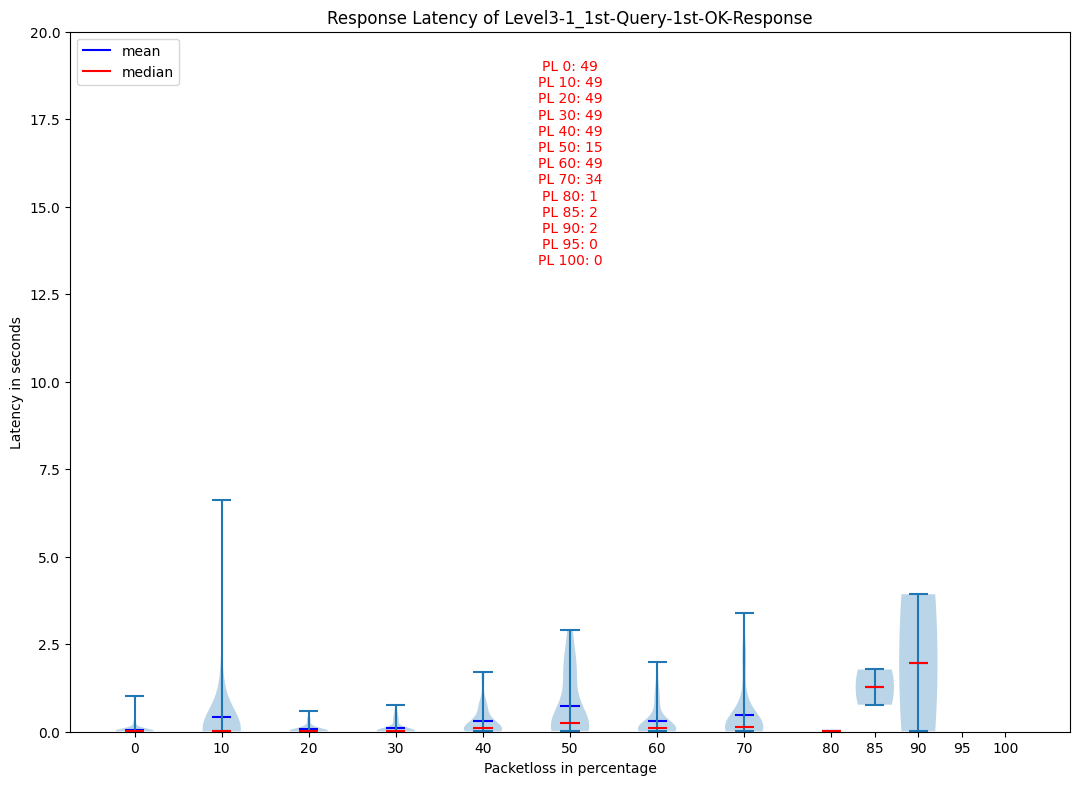 Response Latency of Level3-1_1st-Query-1st-OK-Response
mean
median
PL 0: 49
PL 10: 49
PL 20: 49
PL 30: 49
PL 40: 49
PL 50: 15
PL 60: 49
PL 70: 34
PL 80: 1
PL 85: 2
PL 90: 2
PL 95: 0
PL 100: 0
Latency in seconds
20.0
17.5
15.0
12.5
10.0
7.5
5.0
2.5
0.0
0 10 20 30 40 50 60 70 80 85 90 95 100
Packetloss in percentage